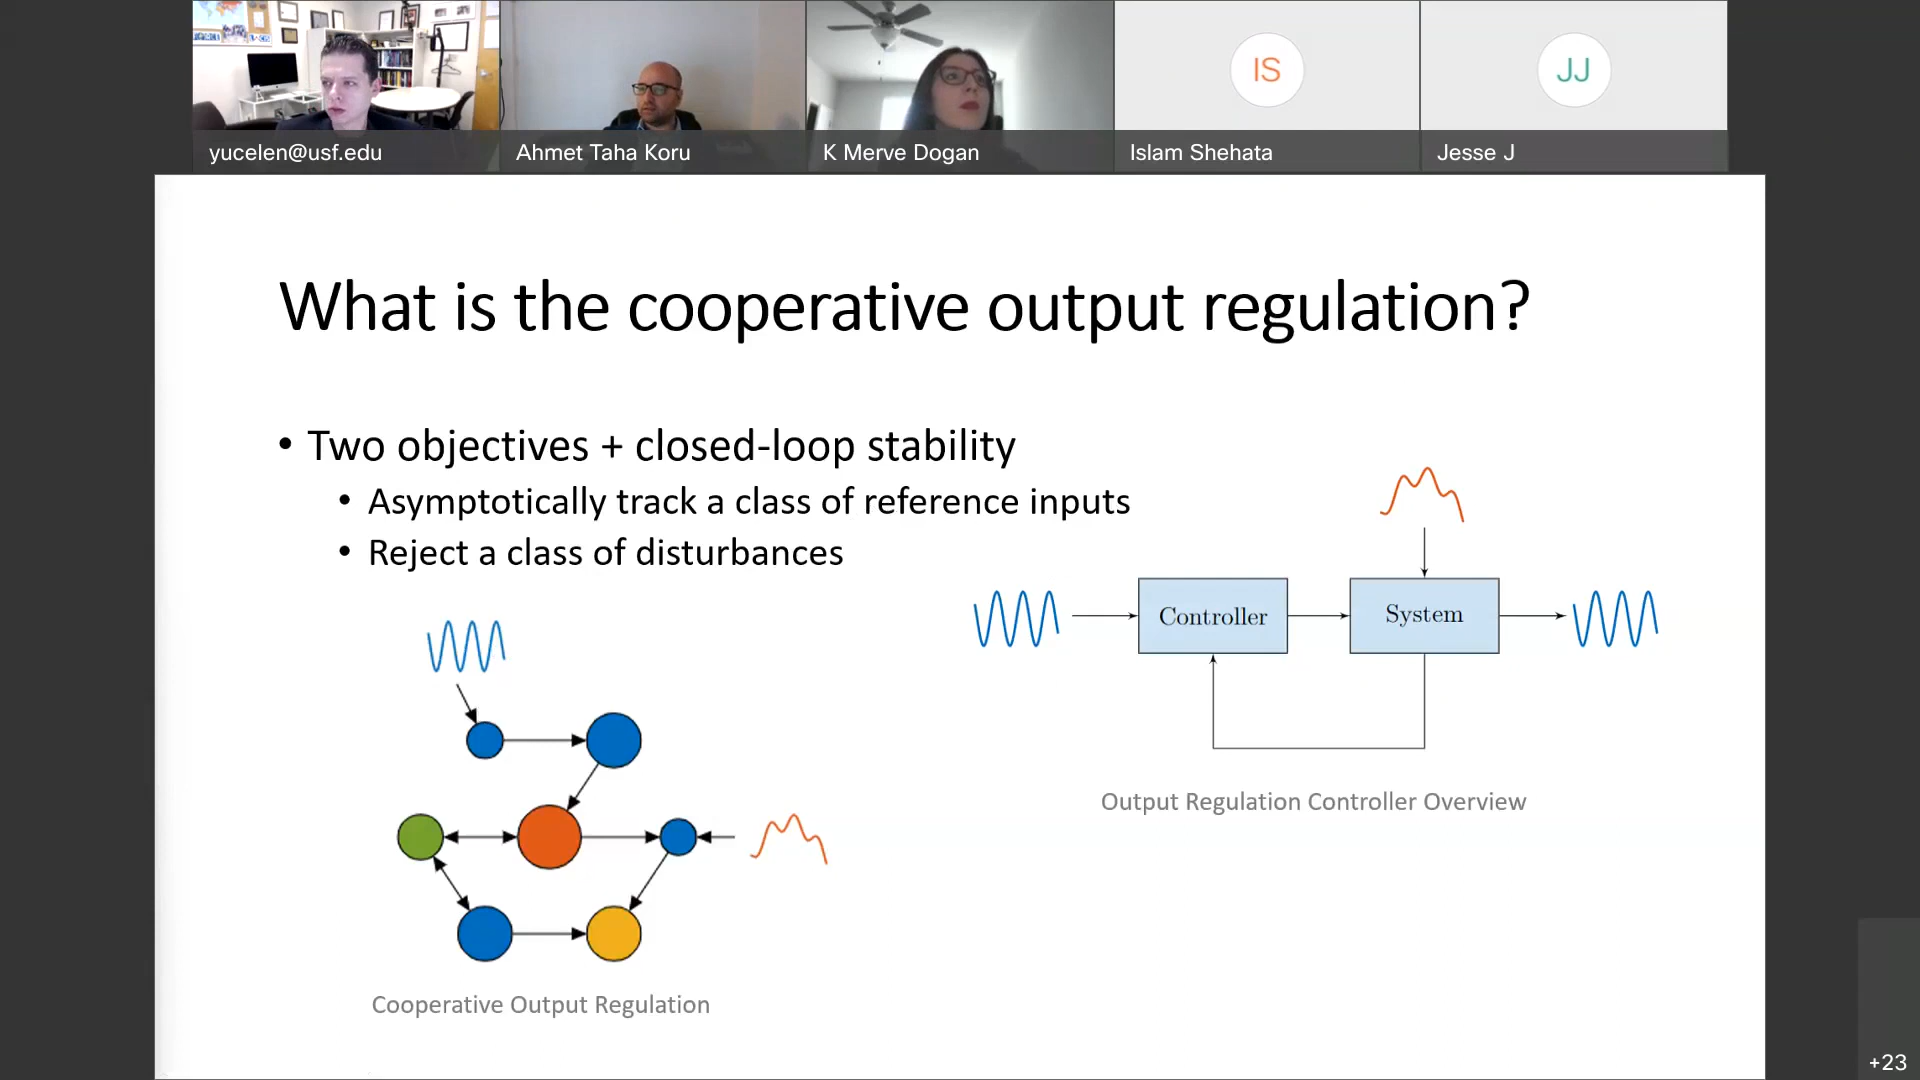 IS
JJ
yucelen@usf.edu
Ahmet Taha Koru
K Merve Dogan
Islam Shehata
Jesse J
What is the cooperative output regulation?
• Two objectives + closed-loop stability
• Asymptotically track a class of reference inputs
• Reject a class of disturbances
Controller
System
Output Regulation Controller Overview
Cooperative Output Regulation
+23